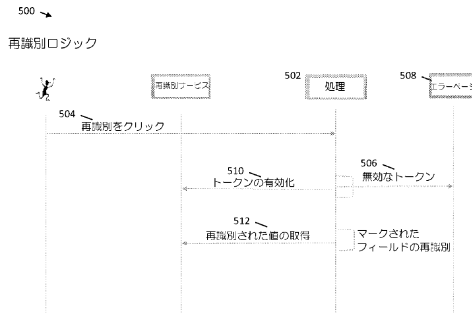 500
再識別ロジック
再識別サービス
502
処理
508
エラーページ
504
再識別をクリック
510
トークンの有効化
506
無効なトークン
512
再識別された値の取得
マークされた
フィールドの再識別